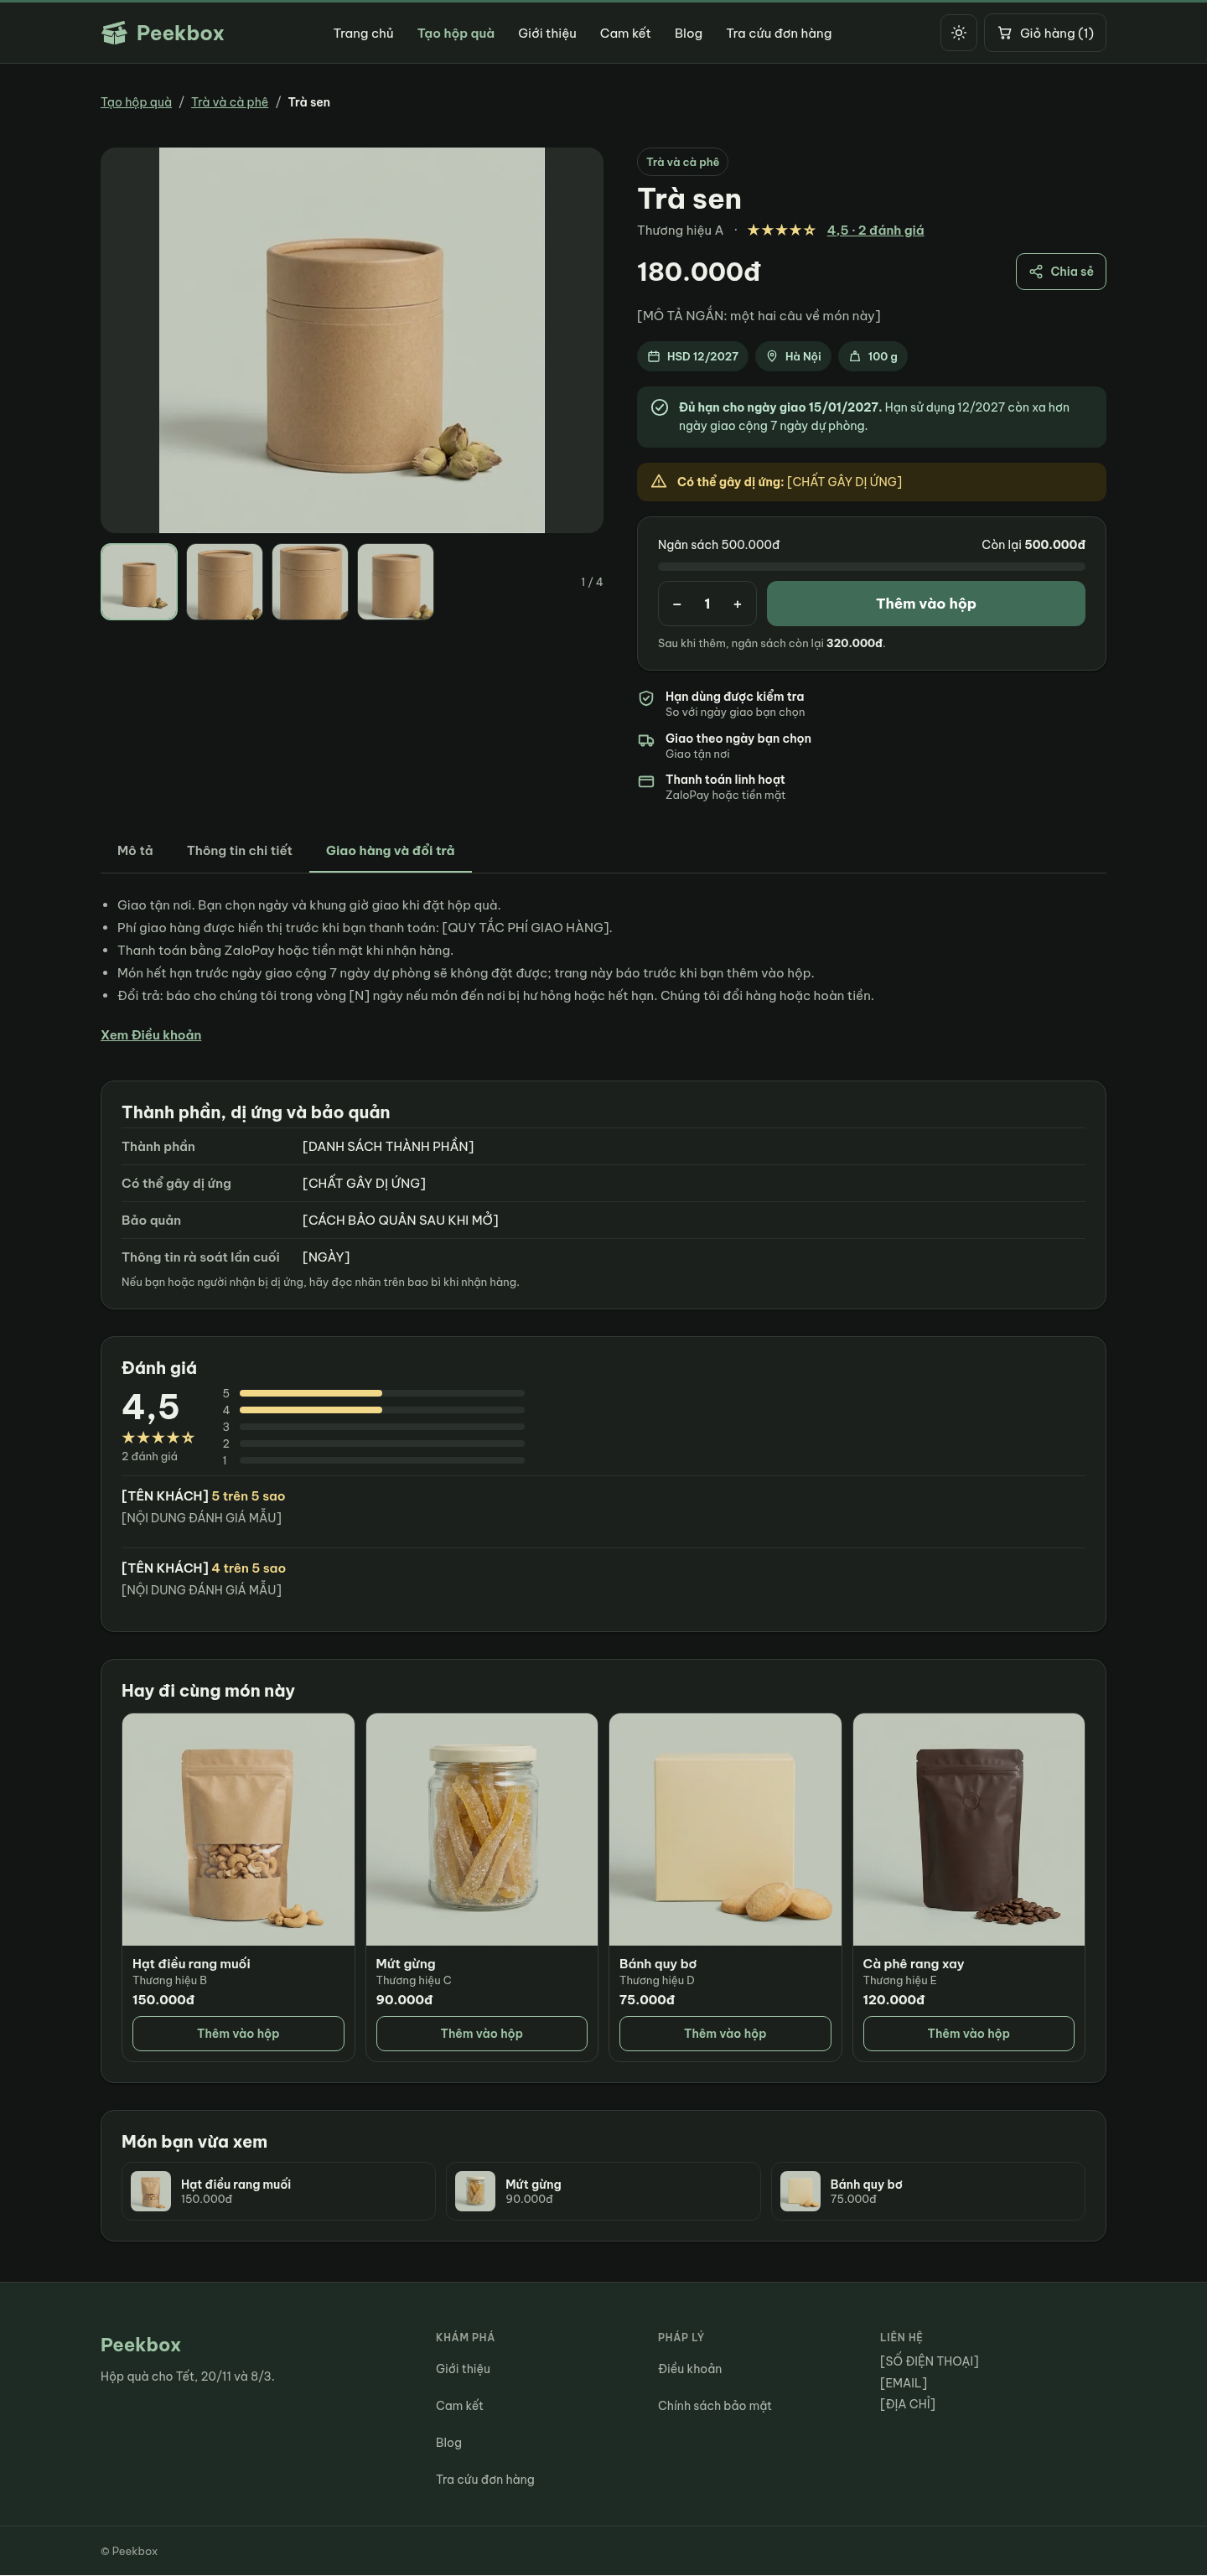 Peekbox
Trang chủ
Tạo hộp quà
Giới thiệu
Cam kết
Blog
Tra cứu đơn hàng
Giỏ hàng (1)
Tạo hộp quà / Trà và cà phê / Trà sen
Trà và cà phê
Trà sen
Thương hiệu A · ★★★★☆ 4,5 · 2 đánh giá
180.000đ
Chia sẻ
[MÔ TẢ NGẮN: một hai câu về món này]
HSD 12/2027
Hà Nội
100 g
Đủ hạn cho ngày giao 15/01/2027. Hạn sử dụng 12/2027 còn xa hơn
ngày giao cộng 7 ngày dự phòng.
Có thể gây dị ứng: [CHẤT GÂY DỊ ỨNG]
Ngân sách 500.000đ
Còn lại 500.000đ
− 1 +
Thêm vào hộp
Sau khi thêm, ngân sách còn lại 320.000đ.
1 / 4
Hạn dùng được kiểm tra
So với ngày giao bạn chọn
Giao theo ngày bạn chọn
Giao tận nơi
Thanh toán linh hoạt
ZaloPay hoặc tiền mặt
Mô tả
Thông tin chi tiết
Giao hàng và đổi trả
• Giao tận nơi. Bạn chọn ngày và khung giờ giao khi đặt hộp quà.
• Phí giao hàng được hiển thị trước khi bạn thanh toán: [QUY TẮC PHÍ GIAO HÀNG].
• Thanh toán bằng ZaloPay hoặc tiền mặt khi nhận hàng.
• Món hết hạn trước ngày giao cộng 7 ngày dự phòng sẽ không đặt được; trang này báo trước khi bạn thêm vào hộp.
• Đổi trả: báo cho chúng tôi trong vòng [N] ngày nếu món đến nơi bị hư hỏng hoặc hết hạn. Chúng tôi đổi hàng hoặc hoàn tiền.
Xem Điều khoản
Thành phần, dị ứng và bảo quản
Thành phần [DANH SÁCH THÀNH PHẦN]
Có thể gây dị ứng [CHẤT GÂY DỊ ỨNG]
Bảo quản [CÁCH BẢO QUẢN SAU KHI MỞ]
Thông tin rà soát lần cuối [NGÀY]
Nếu bạn hoặc người nhận bị dị ứng, hãy đọc nhãn trên bao bì khi nhận hàng.
Đánh giá
4,5
★★★★☆
2 đánh giá
5
4
3
2
1
[TÊN KHÁCH] 5 trên 5 sao
[NỘI DUNG ĐÁNH GIÁ MẪU]
[TÊN KHÁCH] 4 trên 5 sao
[NỘI DUNG ĐÁNH GIÁ MẪU]
Hay đi cùng món này
Hạt điều rang muối
Thương hiệu B
150.000đ
Thêm vào hộp
Mứt gừng
Thương hiệu C
90.000đ
Thêm vào hộp
Bánh quy bơ
Thương hiệu D
75.000đ
Thêm vào hộp
Cà phê rang xay
Thương hiệu E
120.000đ
Thêm vào hộp
Món bạn vừa xem
Hạt điều rang muối
150.000đ
Mứt gừng
90.000đ
Bánh quy bơ
75.000đ
Peekbox
Hộp quà cho Tết, 20/11 và 8/3.
KHÁM PHÁ
Giới thiệu
Cam kết
Blog
Tra cứu đơn hàng
PHÁP LÝ
Điều khoản
Chính sách bảo mật
LIÊN HỆ
[SỐ ĐIỆN THOẠI]
[EMAIL]
[ĐỊA CHỈ]
© Peekbox